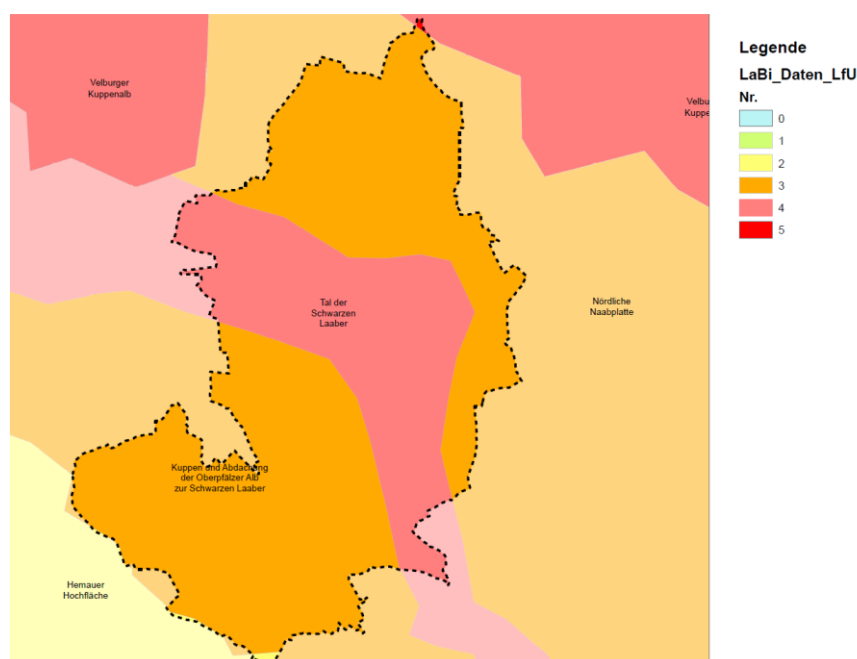 Velburger
Kuppenalb
Velbu
Kuppe
Tal der
Schwarzen
Laaber
Nördliche
Naabplatte
Kuppen und Abdachung
der Oberpfälzer Alb
zur Schwarzen Laaber
Hemauer
Hochfläche
Legende
LaBi_Daten_LfU
Nr.
0
1
2
3
4
5